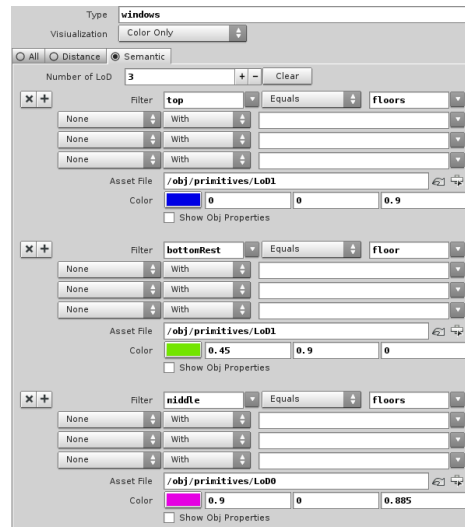 Type windows
Visiualization Color Only
All Distance Semantic
Number of LoD 3 + - Clear
Filter top Equals floors
None With
None With
None With
Asset File /obj/primitives/LoD1
Color 0 0 0.9
Show Obj Properties
Filter bottomRest Equals floor
None With
None With
None With
Asset File /obj/primitives/LoD1
Color 0.45 0.9 0
Show Obj Properties
Filter middle Equals floors
None With
None With
None With
Asset File /obj/primitives/LoD0
Color 0.9 0 0.885
Show Obj Properties